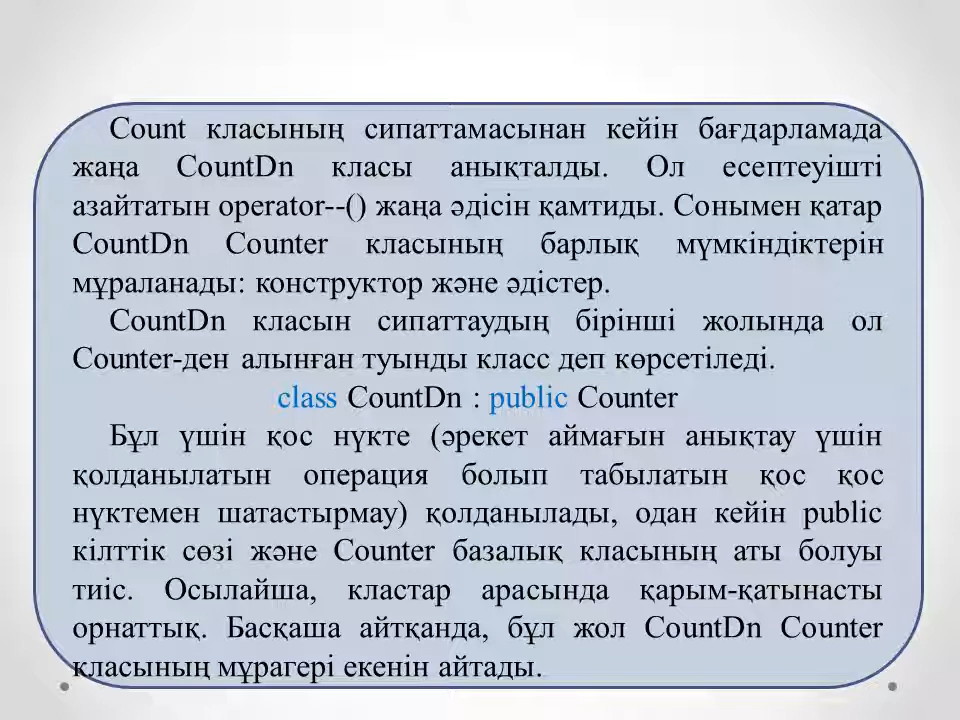 Count класының сипаттамасынан кейін бағдарламада
жаңа CountDn класы анықталды. Ол есептеуішті
азайтатын operator--() жаңа әдісін қамтиды. Сонымен қатар
CountDn Counter класының барлық мүмкіндіктерін
мұраланады: конструктор және әдістер.
CountDn класын сипаттаудың бірінші жолында ол
Counter-ден алынған туынды класс деп көрсетіледі.
class CountDn : public Counter
Бұл үшін қос нүкте (әрекет аймағын анықтау үшін
қолданылатын операция болып табылатын қос қос
нүктемен шатастырмау) қолданылады, одан кейін public
кілттік сөзі және Counter базалық класының аты болуы
тиіс. Осылайша, кластар арасында қарым-қатынасты
орнаттық. Басқаша айтқанда, бұл жол CountDn Counter
класының мұрагері екенін айтады.